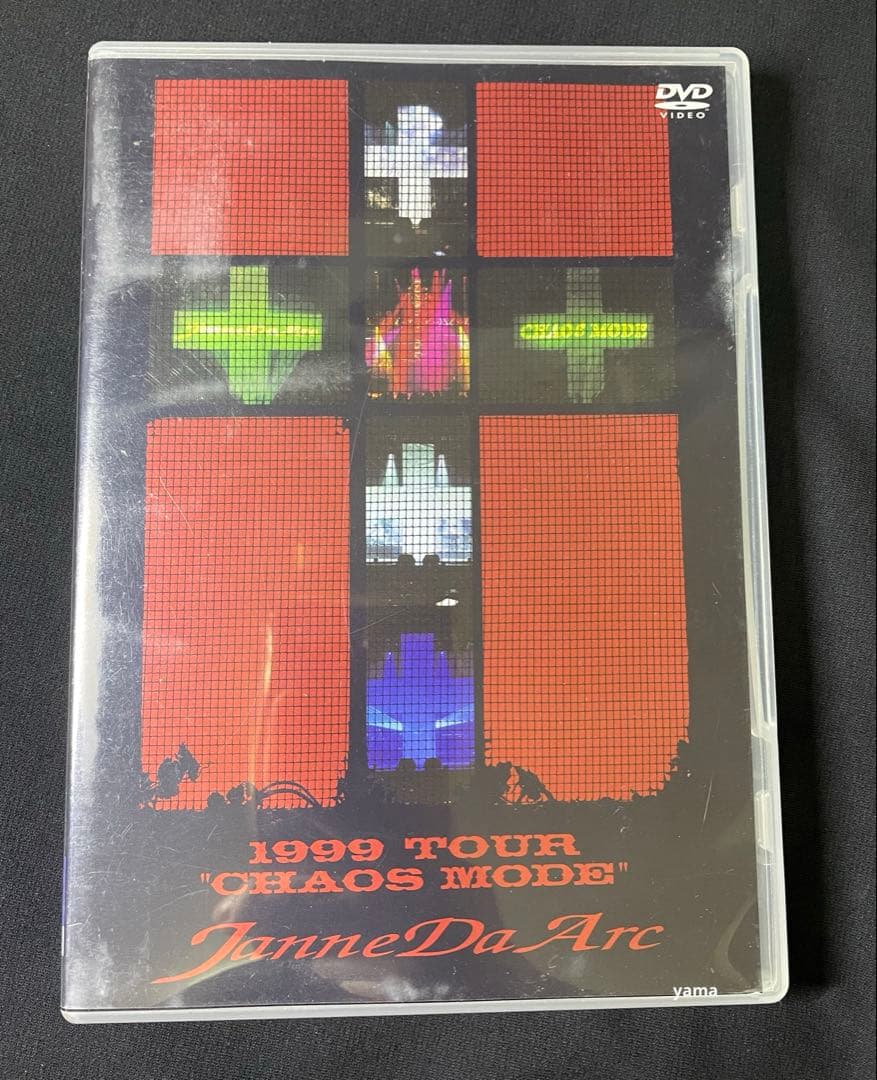 DVD
VIDEO
JanneDaArc
CHAOS MODE
1999 TOUR
"CHAOS MODE"
JanneDaArc
yama